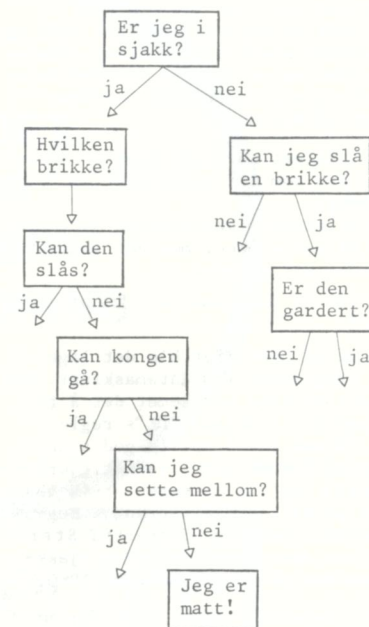 Er jeg i
sjakk?
ja
nei
Hvilken
brikke?
Kan jeg slå
en brikke?
nei
ja
Kan den
slås?
Er den
gardert?
ja
nei
nei
ja
Kan kongen
gå?
ja
nei
Kan jeg
sette mellom?
ja
nei
Jeg er
matt!